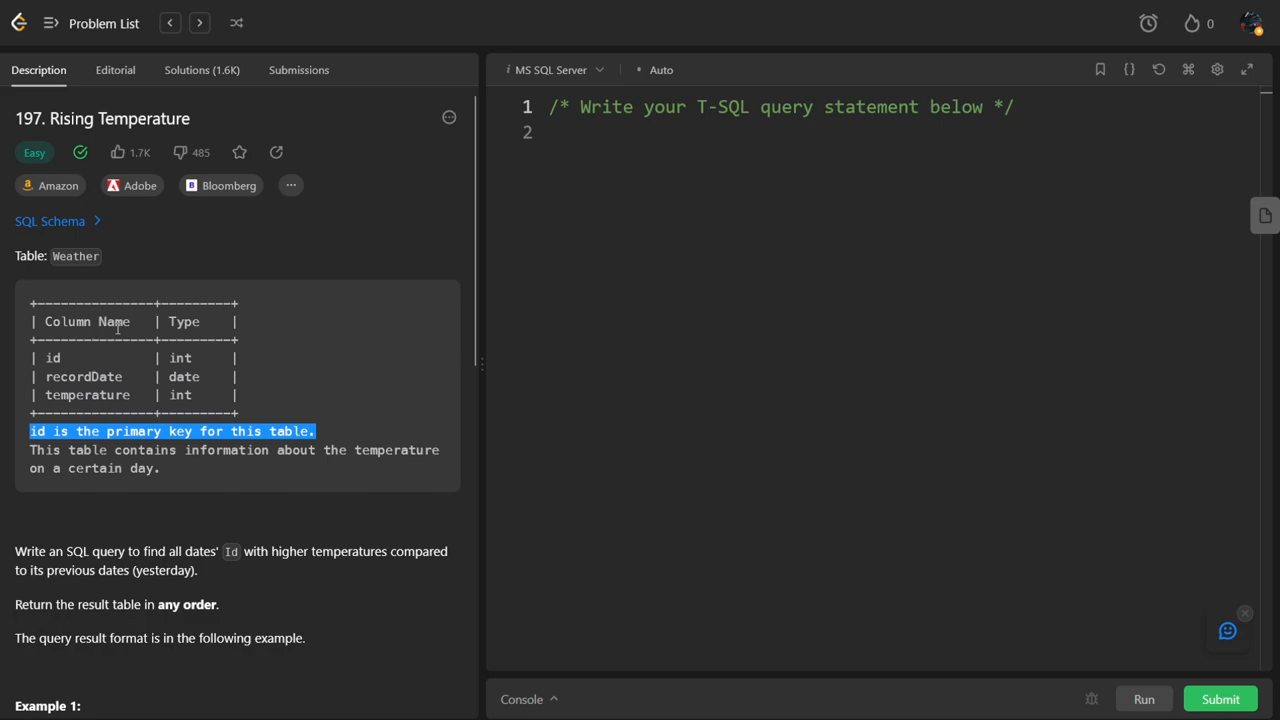 Problem List
0
Description Editorial Solutions (1.6K) Submissions
MS SQL Server Auto
1 /* Write your T-SQL query statement below */
2
197. Rising Temperature
Easy 1.7K 485
Amazon Adobe Bloomberg
SQL Schema
Table: Weather
+---------------+---------+
| Column Name   | Type    |
+---------------+---------+
| id            | int     |
| recordDate    | date    |
| temperature   | int     |
+---------------+---------+
id is the primary key for this table.
This table contains information about the temperature
on a certain day.
Write an SQL query to find all dates' Id with higher temperatures compared
to its previous dates (yesterday).
Return the result table in any order.
The query result format is in the following example.
Example 1:
Console Run Submit